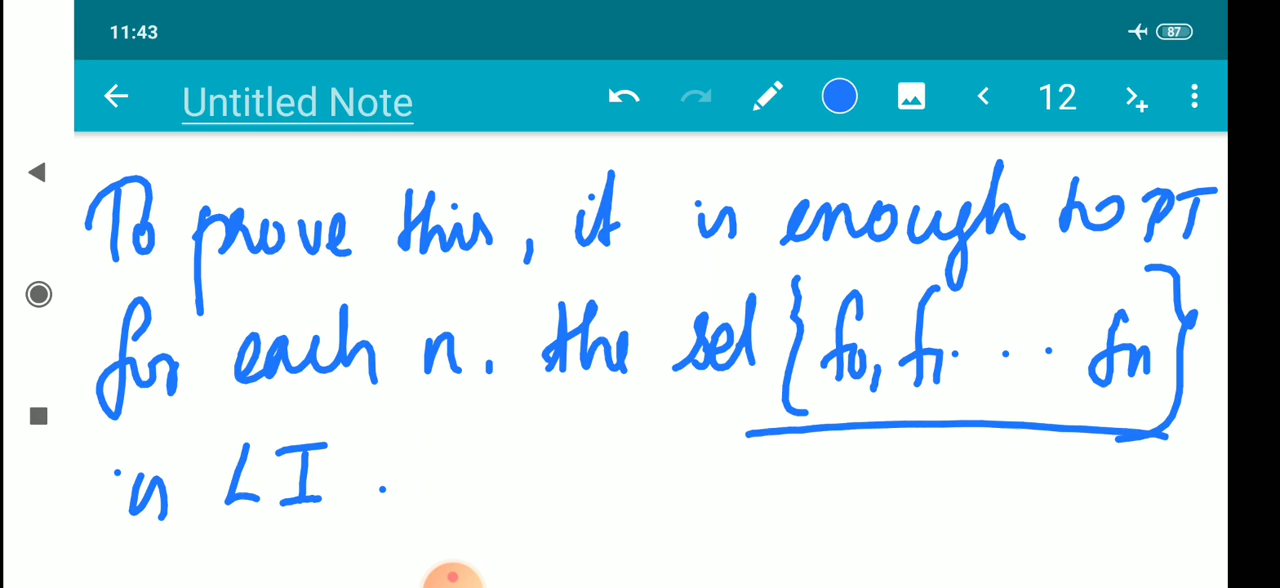 11:43
87
Untitled Note
12
To prove this, it is enough to PT
for each n. the set {f0, f1 . . . fn}
is LI .